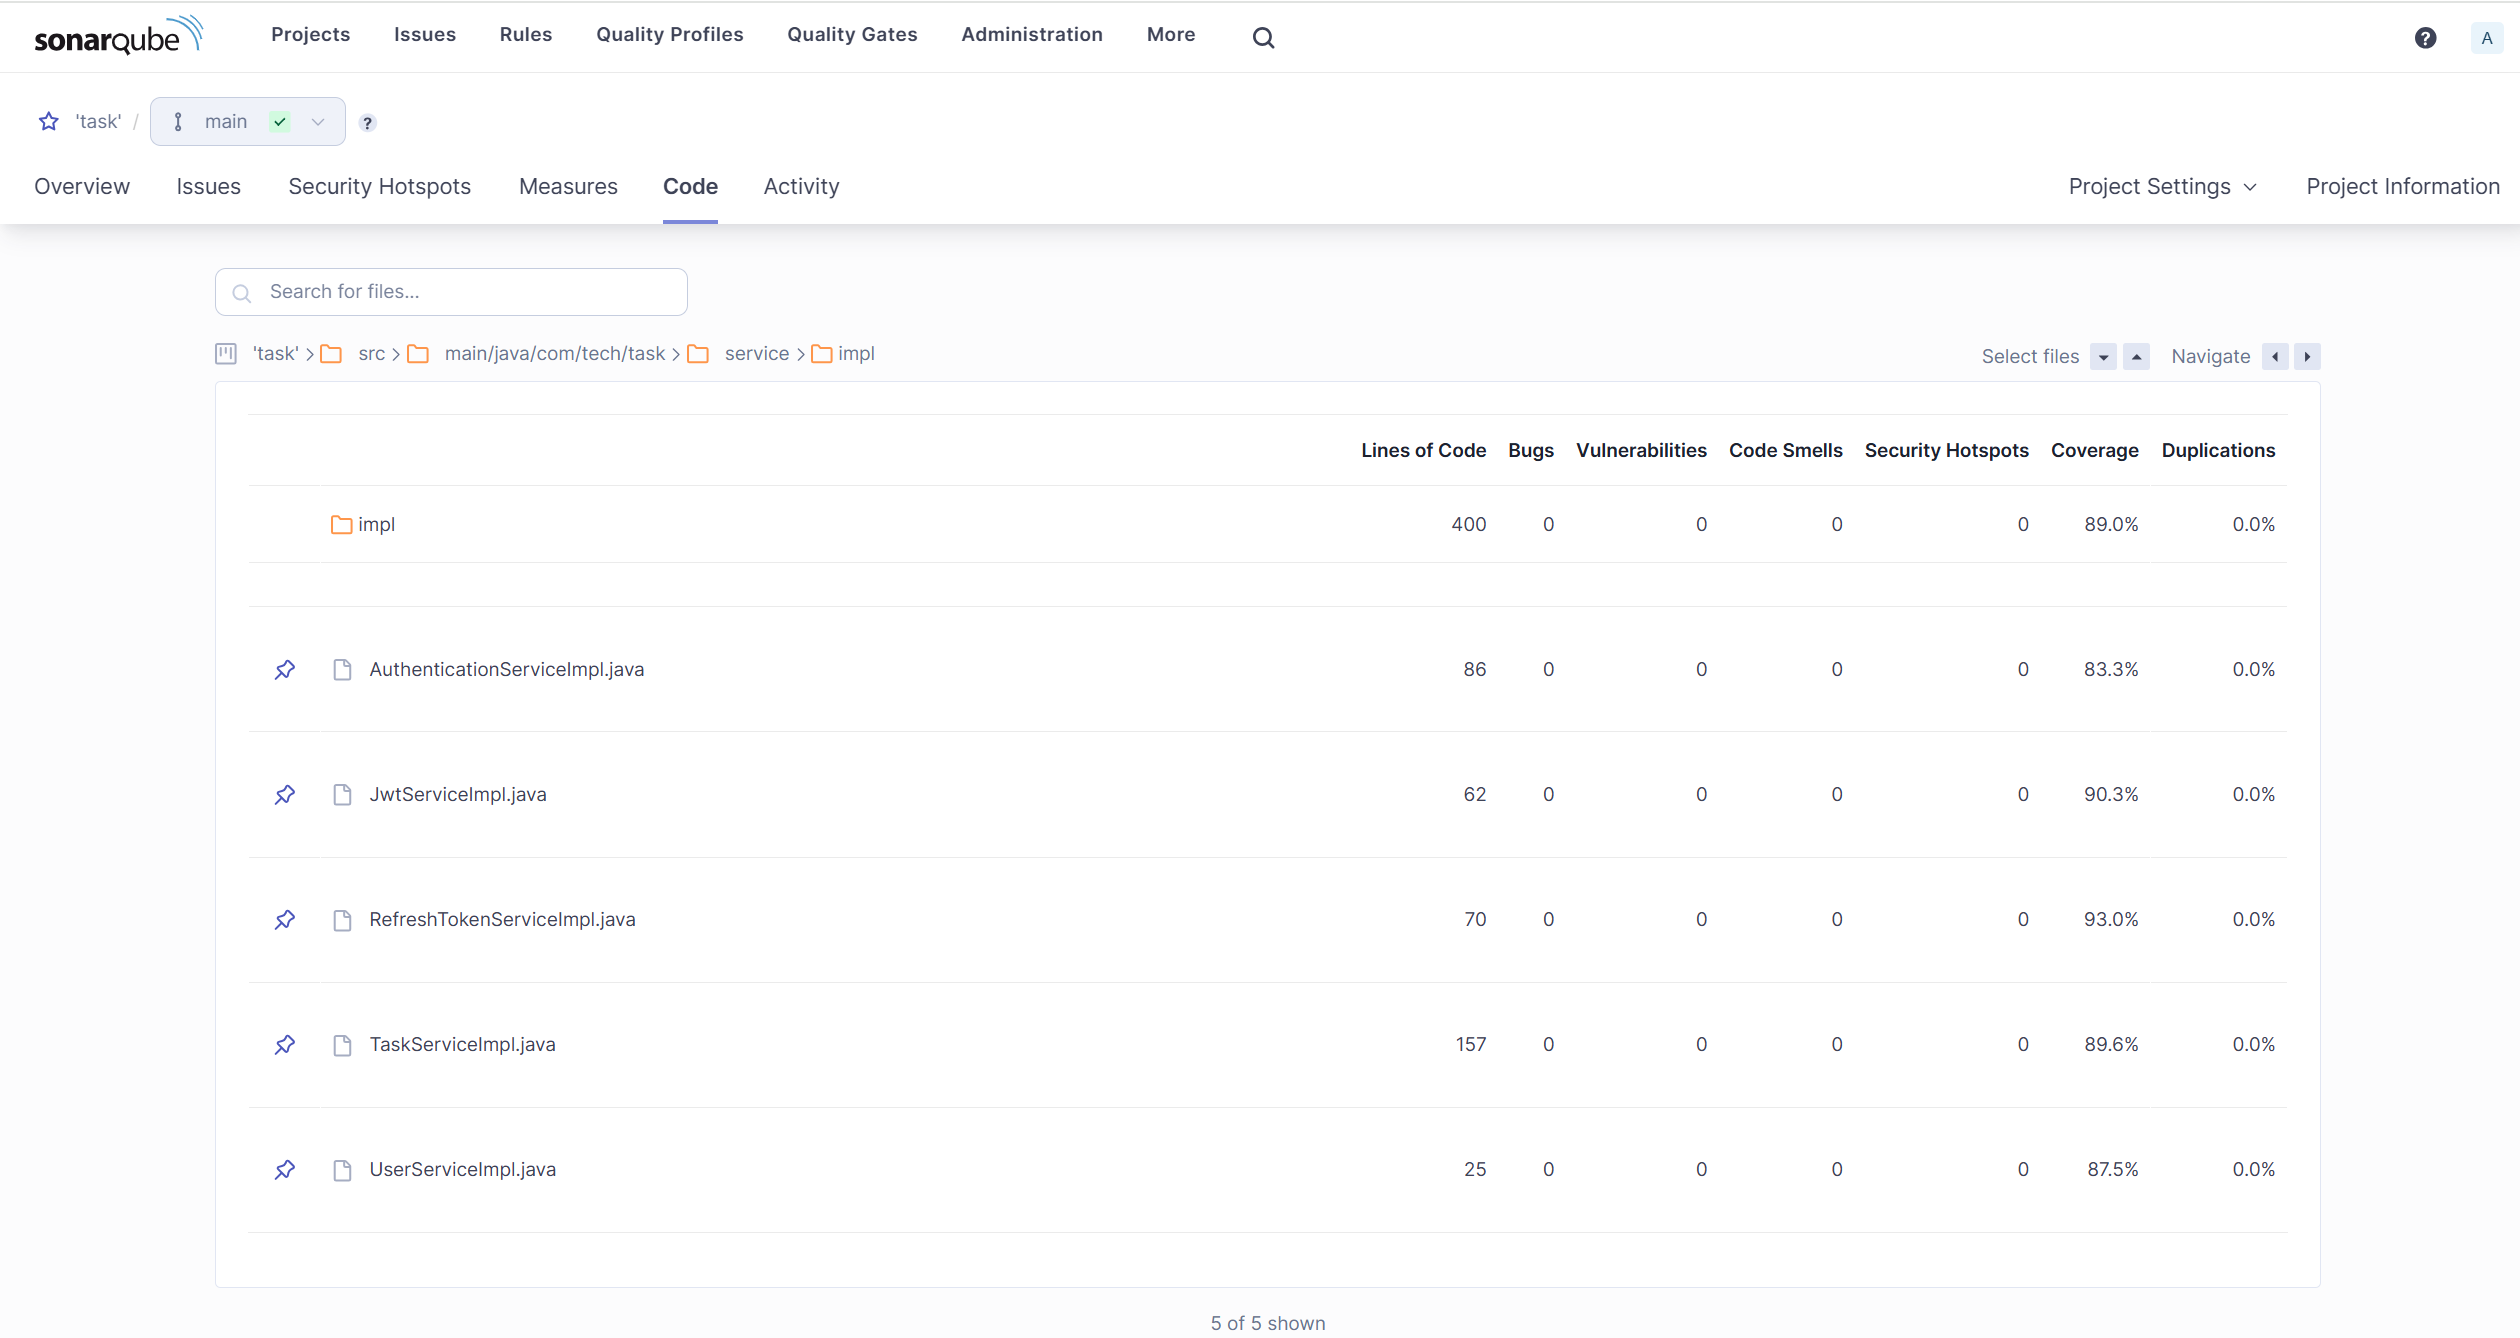 sonarqube Projects Issues Rules Quality Profiles Quality Gates Administration More ? A
'task' / main ?
Overview Issues Security Hotspots Measures Code Activity Project Settings Project Information
Search for files...
'task' > src > main/java/com/tech/task > service > impl Select files Navigate
Lines of Code Bugs Vulnerabilities Code Smells Security Hotspots Coverage Duplications
impl 400 0 0 0 0 89.0% 0.0%
AuthenticationServiceImpl.java 86 0 0 0 0 83.3% 0.0%
JwtServiceImpl.java 62 0 0 0 0 90.3% 0.0%
RefreshTokenServiceImpl.java 70 0 0 0 0 93.0% 0.0%
TaskServiceImpl.java 157 0 0 0 0 89.6% 0.0%
UserServiceImpl.java 25 0 0 0 0 87.5% 0.0%
5 of 5 shown